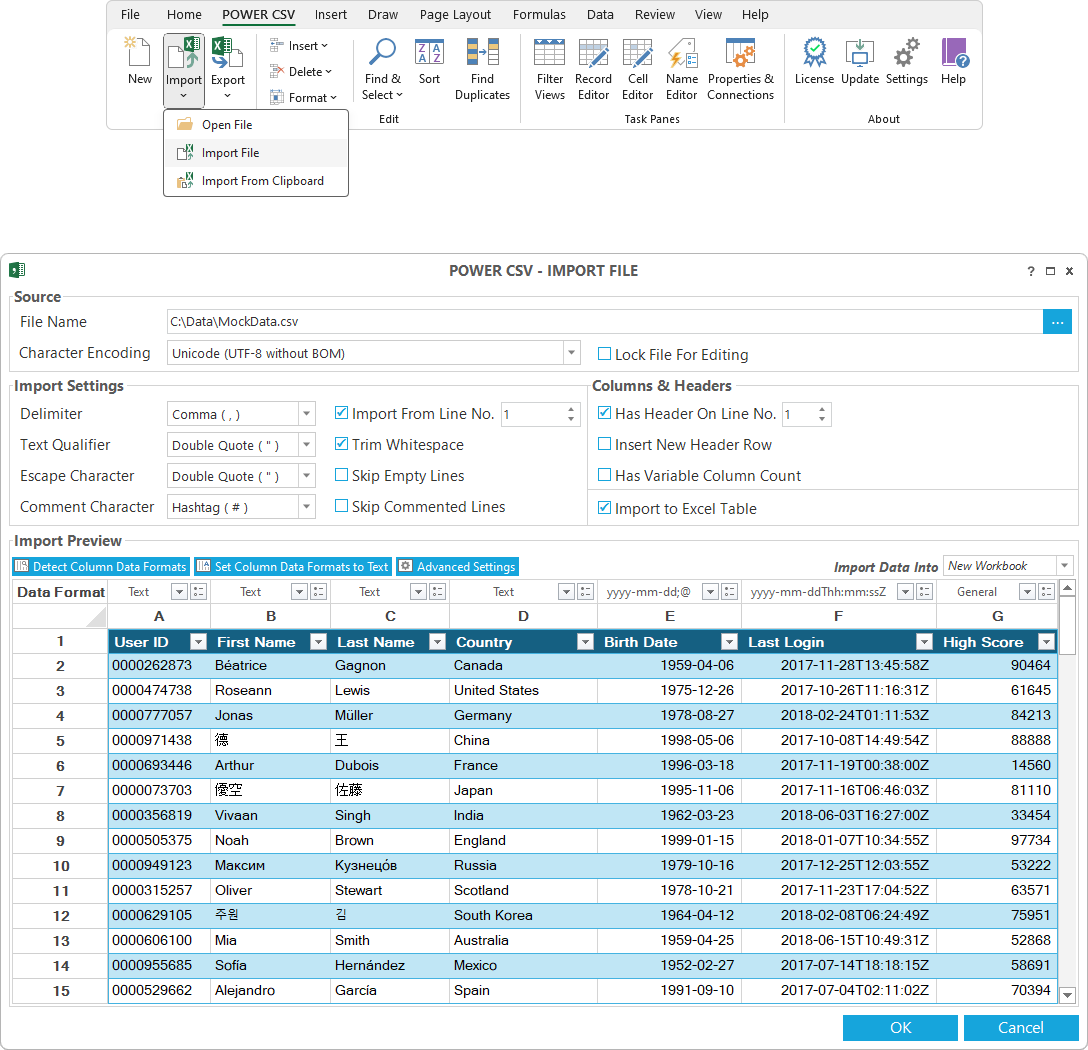 File Home POWER CSV Insert Draw Page Layout Formulas Data Review View Help
New Import Export
Insert
Delete
Format
Find & Select Sort Find Duplicates
Edit
Filter Views Record Editor Cell Editor Name Editor Properties & Connections
Task Panes
License Update Settings Help
About
Open File
Import File
Import From Clipboard
POWER CSV - IMPORT FILE
? x
Source
File Name C:\Data\MockData.csv ...
Character Encoding Unicode (UTF-8 without BOM) Lock File For Editing
Import Settings Columns & Headers
Delimiter Comma ( , ) Import From Line No. 1 Has Header On Line No. 1
Text Qualifier Double Quote ( " ) Trim Whitespace Insert New Header Row
Escape Character Double Quote ( " ) Skip Empty Lines Has Variable Column Count
Comment Character Hashtag ( # ) Skip Commented Lines Import to Excel Table
Import Preview
Detect Column Data Formats Set Column Data Formats to Text Advanced Settings Import Data Into New Workbook
Data Format Text Text Text Text yyyy-mm-dd;@ yyyy-mm-ddThh:mm:ssZ General
A B C D E F G
1 User ID First Name Last Name Country Birth Date Last Login High Score
2 0000262873 Béatrice Gagnon Canada 1959-04-06 2017-11-28T13:45:58Z 90464
3 0000474738 Roseann Lewis United States 1975-12-26 2017-10-26T11:16:31Z 61645
4 0000777057 Jonas Müller Germany 1978-08-27 2018-02-24T01:11:53Z 84213
5 0000971438 德 王 China 1998-05-06 2017-10-08T14:49:54Z 88888
6 0000693446 Arthur Dubois France 1996-03-18 2017-11-19T00:38:00Z 14560
7 0000073703 優空 佐藤 Japan 1995-11-06 2017-11-16T06:46:03Z 81110
8 0000356819 Vivaan Singh India 1962-03-23 2018-06-03T16:27:00Z 33454
9 0000505375 Noah Brown England 1999-01-15 2018-01-07T10:34:55Z 97734
10 0000949123 Максим Кузнецо́в Russia 1979-10-16 2017-12-25T12:03:55Z 53222
11 0000315257 Oliver Stewart Scotland 1978-10-21 2017-11-23T17:04:52Z 63571
12 0000629105 주원 김 South Korea 1964-04-12 2018-02-08T06:24:49Z 75951
13 0000606100 Mia Smith Australia 1959-04-25 2018-06-15T10:49:31Z 52868
14 0000955685 Sofía Hernández Mexico 1952-02-27 2017-07-14T18:18:15Z 58691
15 0000529662 Alejandro García Spain 1991-09-10 2017-07-04T02:11:02Z 70394
OK Cancel